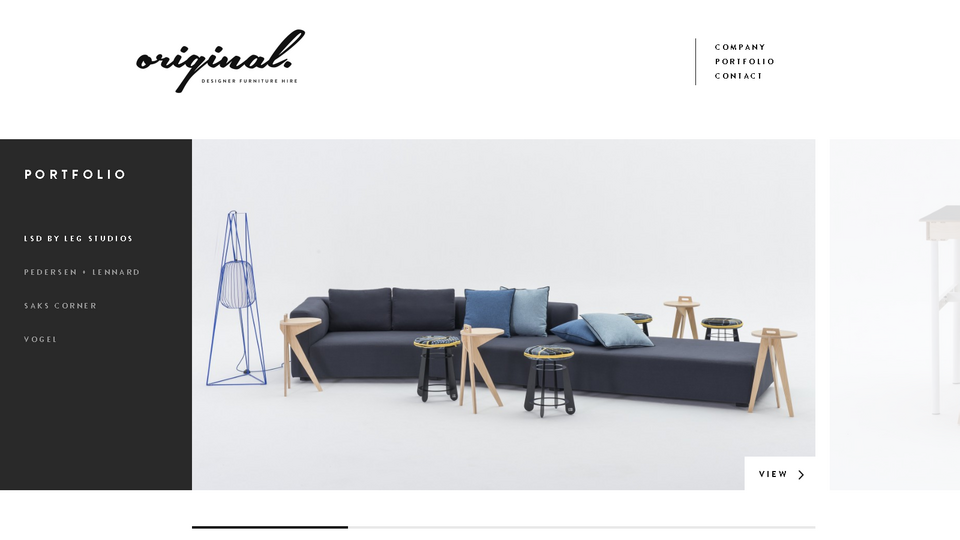 original.
DESIGNER FURNITURE HIRE
COMPANY
PORTFOLIO
CONTACT
PORTFOLIO
LSD BY LEG STUDIOS
PEDERSEN + LENNARD
SAKS CORNER
VOGEL
VIEW